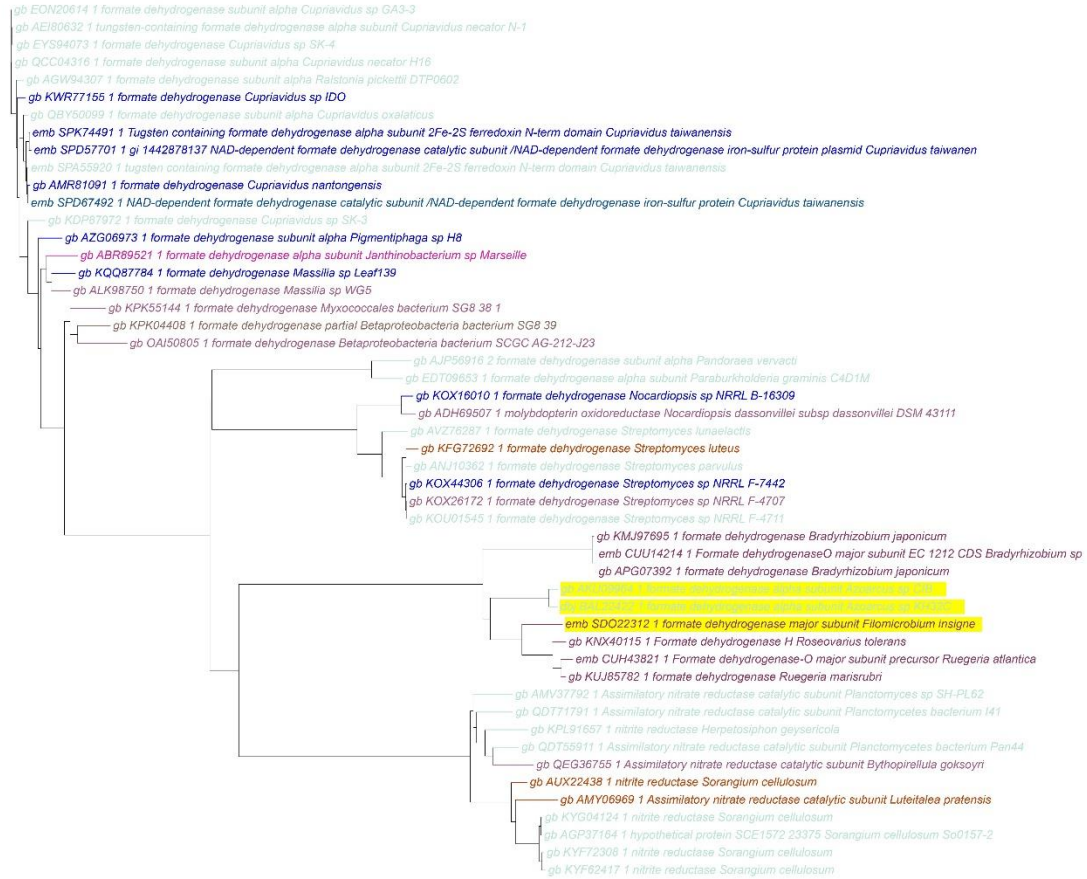 gb EON20614 1 formate dehydrogenase subunit alpha Cupriavidus sp GA3-3
gb AEI80632 1 tungsten-containing formate dehydrogenase alpha subunit Cupriavidus necator N-1
gb EYS94073 1 formate dehydrogenase Cupriavidus sp SK-4
gb QCC04316 1 formate dehydrogenase subunit alpha Cupriavidus necator H16
gb AGW94307 1 formate dehydrogenase subunit alpha Ralstonia pickettii DTP0602
gb KWR77155 1 formate dehydrogenase Cupriavidus sp IDO
gb QBY50099 1 formate dehydrogenase subunit alpha Cupriavidus oxalaticus
emb SPK74491 1 Tugsten containing formate dehydrogenase alpha subunit 2Fe-2S ferredoxin N-term domain Cupriavidus taiwanensis
emb SPD57701 1 gi 1442878137 NAD-dependent formate dehydrogenase catalytic subunit /NAD-dependent formate dehydrogenase iron-sulfur protein plasmid Cupriavidus taiwanen
emb SPA55920 1 tugsten containing formate dehydrogenase alpha subunit 2Fe-2S ferredoxin N-term domain Cupriavidus taiwanensis
gb AMR81091 1 formate dehydrogenase Cupriavidus nantongensis
emb SPD67492 1 NAD-dependent formate dehydrogenase catalytic subunit /NAD-dependent formate dehydrogenase iron-sulfur protein Cupriavidus taiwanensis
gb KDP87972 1 formate dehydrogenase Cupriavidus sp SK-3
gb AZG06973 1 formate dehydrogenase subunit alpha Pigmentiphaga sp H8
gb ABR89521 1 formate dehydrogenase alpha subunit Janthinobacterium sp Marseille
gb KQQ87784 1 formate dehydrogenase Massilia sp Leaf139
gb ALK98750 1 formate dehydrogenase Massilia sp WG5
gb KPK55144 1 formate dehydrogenase Myxococcales bacterium SG8 38 1
gb KPK04408 1 formate dehydrogenase partial Betaproteobacteria bacterium SG8 39
gb OAI50805 1 formate dehydrogenase Betaproteobacteria bacterium SCGC AG-212-J23
gb AJP56916 2 formate dehydrogenase subunit alpha Pandoraea vervacti
gb EDT09653 1 formate dehydrogenase alpha subunit Paraburkholderia graminis C4D1M
gb KOX16010 1 formate dehydrogenase Nocardiopsis sp NRRL B-16309
gb ADH69507 1 molybdopterin oxidoreductase Nocardiopsis dassonvillei subsp dassonvillei DSM 43111
gb AVZ76287 1 formate dehydrogenase Streptomyces lunaelactis
gb KFG72692 1 formate dehydrogenase Streptomyces luteus
gb ANJ10362 1 formate dehydrogenase Streptomyces parvulus
gb KOX44306 1 formate dehydrogenase Streptomyces sp NRRL F-7442
gb KOX26172 1 formate dehydrogenase Streptomyces sp NRRL F-4707
gb KOU01545 1 formate dehydrogenase Streptomyces sp NRRL F-4711
gb KMJ97695 1 formate dehydrogenase Bradyrhizobium japonicum
emb CUU14214 1 Formate dehydrogenaseO major subunit EC 1212 CDS Bradyrhizobium sp
gb APG07392 1 formate dehydrogenase Bradyrhizobium japonicum
1 formate dehydrogenase alpha subunit Azoarcus sp
1 formate dehydrogenase alpha subunit Azoarcus sp
emb SDO22312 1 formate dehydrogenase major subunit Filomicrobium insigne
gb KNX40115 1 Formate dehydrogenase H Roseovarius tolerans
emb CUH43821 1 Formate dehydrogenase-O major subunit precursor Ruegeria atlantica
gb KUJ85782 1 formate dehydrogenase Ruegeria marisrubri
gb AMV37792 1 Assimilatory nitrate reductase catalytic subunit Planctomyces sp SH-PL62
gb QDT71791 1 Assimilatory nitrate reductase catalytic subunit Planctomycetes bacterium I41
gb KPL91657 1 nitrite reductase Herpetosiphon geysericola
gb QDT55911 1 Assimilatory nitrate reductase catalytic subunit Planctomycetes bacterium Pan44
gb QEG36755 1 Assimilatory nitrate reductase catalytic subunit Bythopirellula goksoyri
gb AUX22438 1 nitrite reductase Sorangium cellulosum
gb AMY06969 1 Assimilatory nitrate reductase catalytic subunit Luteitalea pratensis
gb KYG04124 1 nitrite reductase Sorangium cellulosum
gb AGP37164 1 hypothetical protein SCE1572 23375 Sorangium cellulosum So0157-2
gb KYF72306 1 nitrite reductase Sorangium cellulosum
gb KYF62417 1 nitrite reductase Sorangium cellulosum